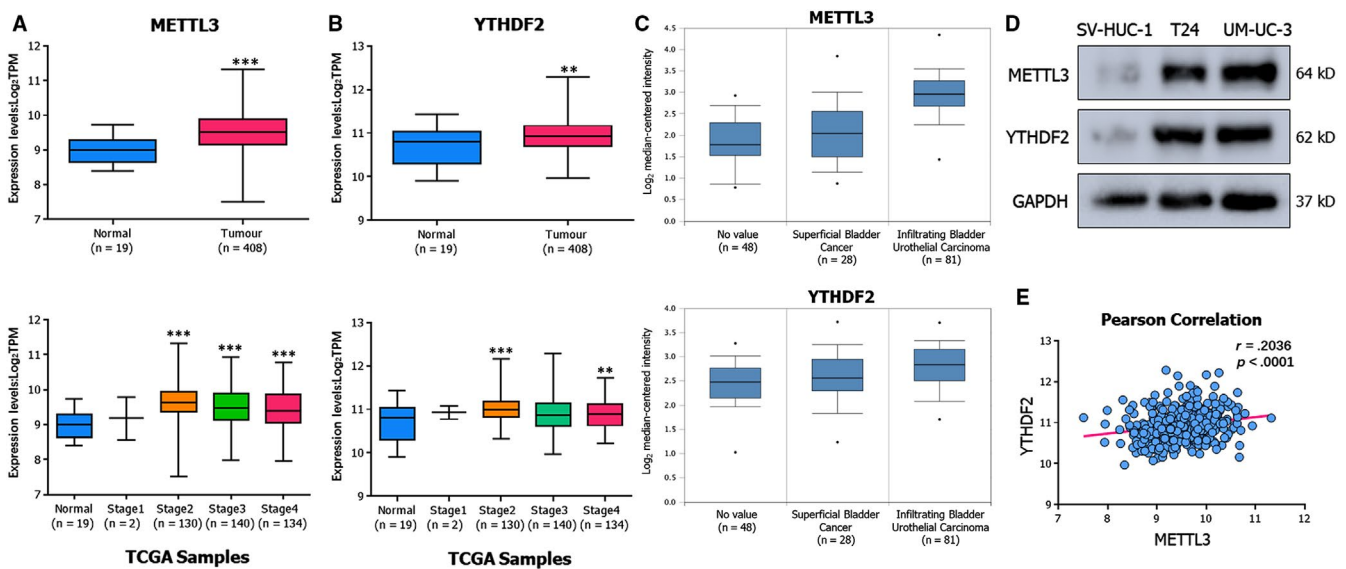 A
METTL3
Expression levels:Log₂TPM
12
11
10
9
8
7
***
Normal
(n = 19)
Tumour
(n = 408)
12
11
10
9
8
7
Expression levels:Log₂TPM
***
***
***
Normal
(n = 19)
Stage1
(n = 2)
Stage2
(n = 130)
Stage3
(n = 140)
Stage4
(n = 134)
TCGA Samples
B
YTHDF2
Expression levels:Log₂TPM
13
12
11
10
9
**
Normal
(n = 19)
Tumour
(n = 408)
Expression levels:Log₂TPM
13
12
11
10
9
***
**
Normal
(n = 19)
Stage1
(n = 2)
Stage2
(n = 130)
Stage3
(n = 140)
Stage4
(n = 134)
TCGA Samples
C
METTL3
Log₂ median-centered intensity
4.5
4.0
3.5
3.0
2.5
2.0
1.5
1.0
0.5
0.0
No value
(n = 48)
Superficial Bladder
Cancer
(n = 28)
Infiltrating Bladder
Urothelial Carcinoma
(n = 81)
YTHDF2
Log₂ median-centered intensity
4.0
3.5
3.0
2.5
2.0
1.5
1.0
0.5
0.0
No value
(n = 48)
Superficial Bladder
Cancer
(n = 28)
Infiltrating Bladder
Urothelial Carcinoma
(n = 81)
D
SV-HUC-1 T24 UM-UC-3
METTL3 64 kD
YTHDF2 62 kD
GAPDH 37 kD
E
Pearson Correlation
r = .2036
p < .0001
YTHDF2
13
12
11
10
9
7 8 9 10 11 12
METTL3